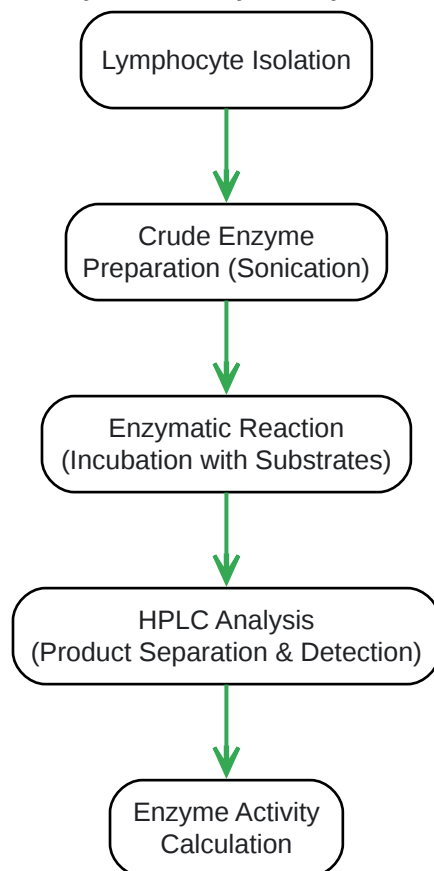 Lymphocyte Isolation
Crude Enzyme
Preparation (Sonication)
Enzymatic Reaction
(Incubation with Substrates)
HPLC Analysis
(Product Separation & Detection)
Enzyme Activity
Calculation